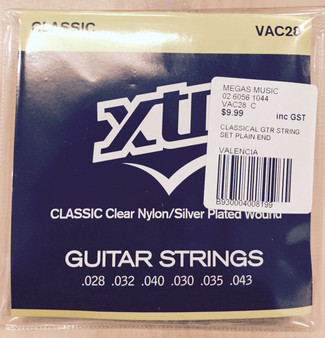 CLASSIC
VAC28
MEGAS MUSIC
02 6056 1044
VAC28 C
$9.99
inc GST
CLASSICAL GTR STRING
SET PLAIN END
VALENCIA
B930004008199
CLASSIC Clear Nylon/Silver Plated Wound
GUITAR STRINGS
.028 .032 .040 .030 .035 .043